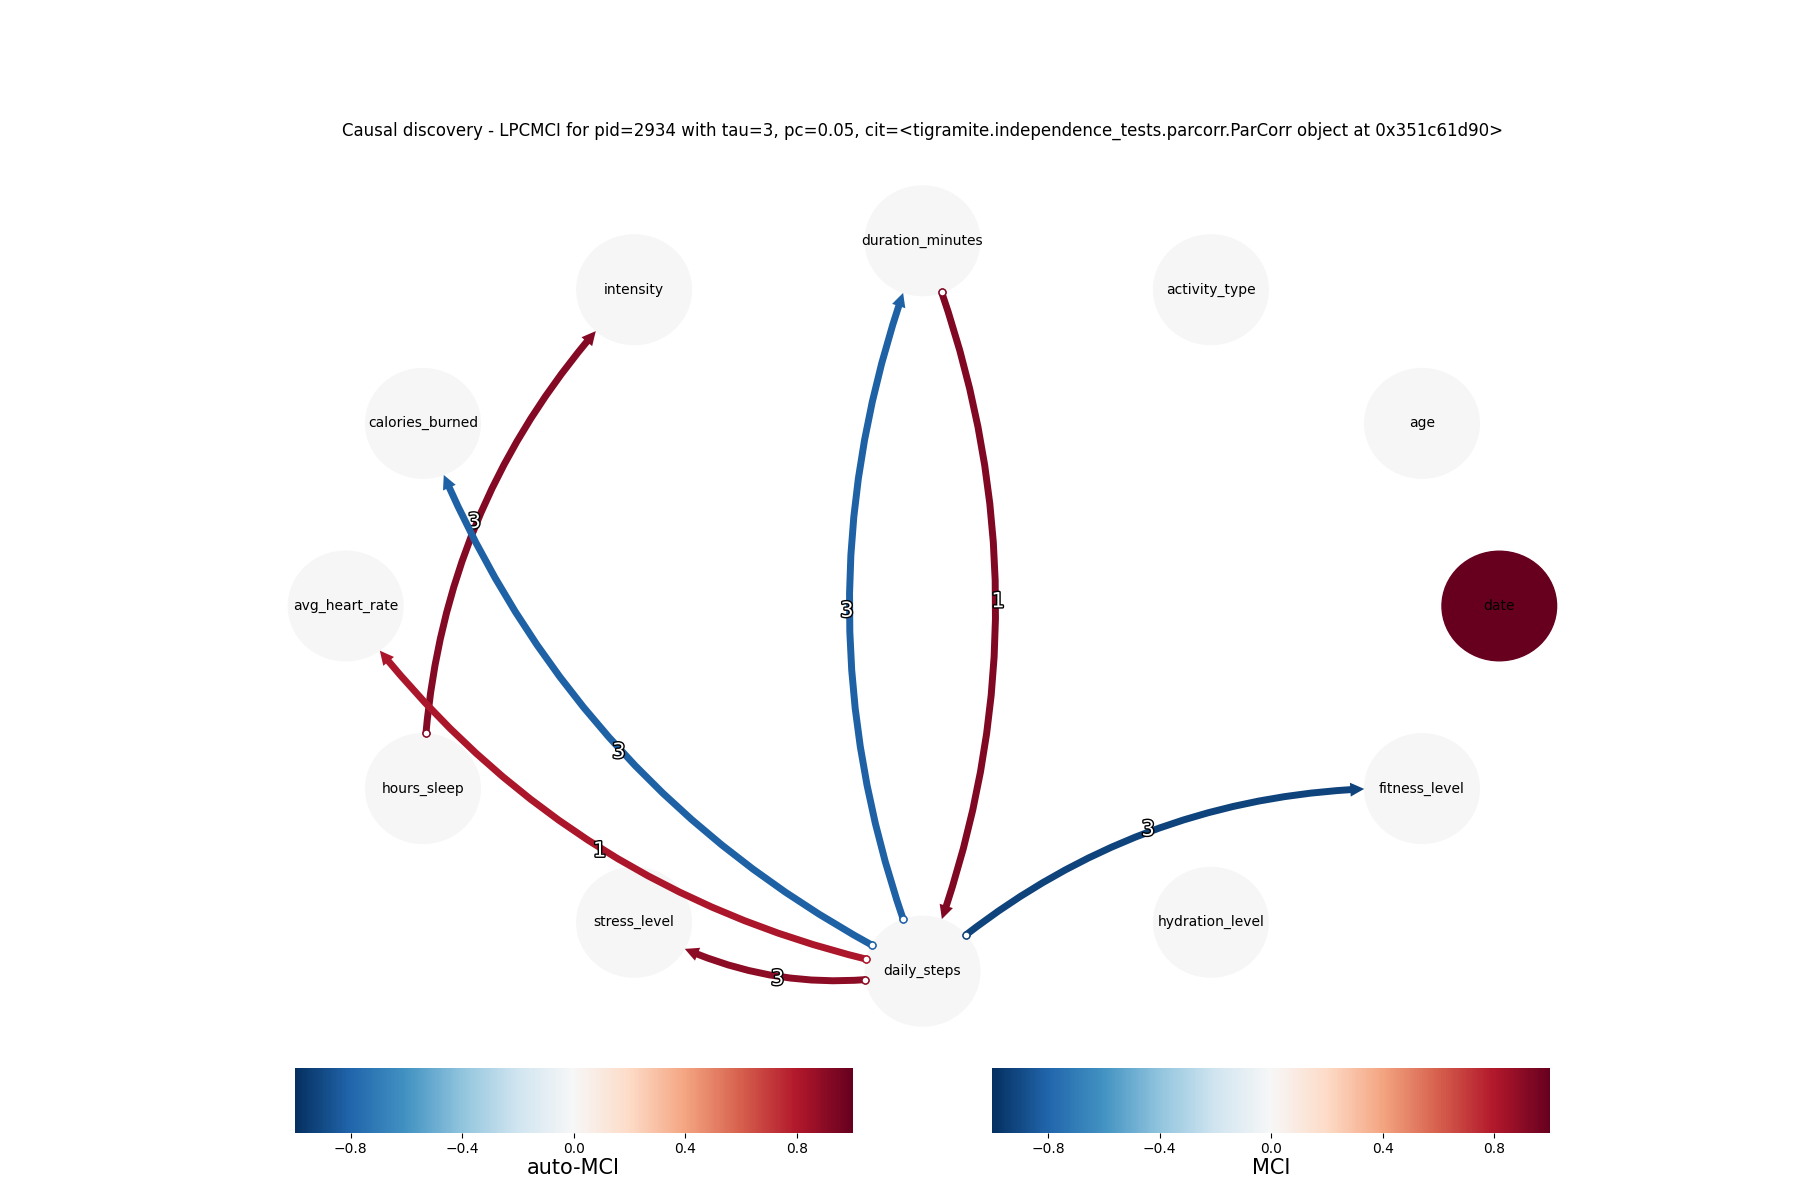 Causal discovery - LPCMCI for pid=2934 with tau=3, pc=0.05, cit=<tigramite.independence_tests.parcorr.ParCorr object at 0x351c61d90>
duration_minutes
intensity
activity_type
calories_burned
age
3
avg_heart_rate
3
1
date
3
hours_sleep
fitness_level
3
1
stress_level
hydration_level
3
daily_steps
−0.8 −0.4 0.0 0.4 0.8
auto-MCI
−0.8 −0.4 0.0 0.4 0.8
MCI